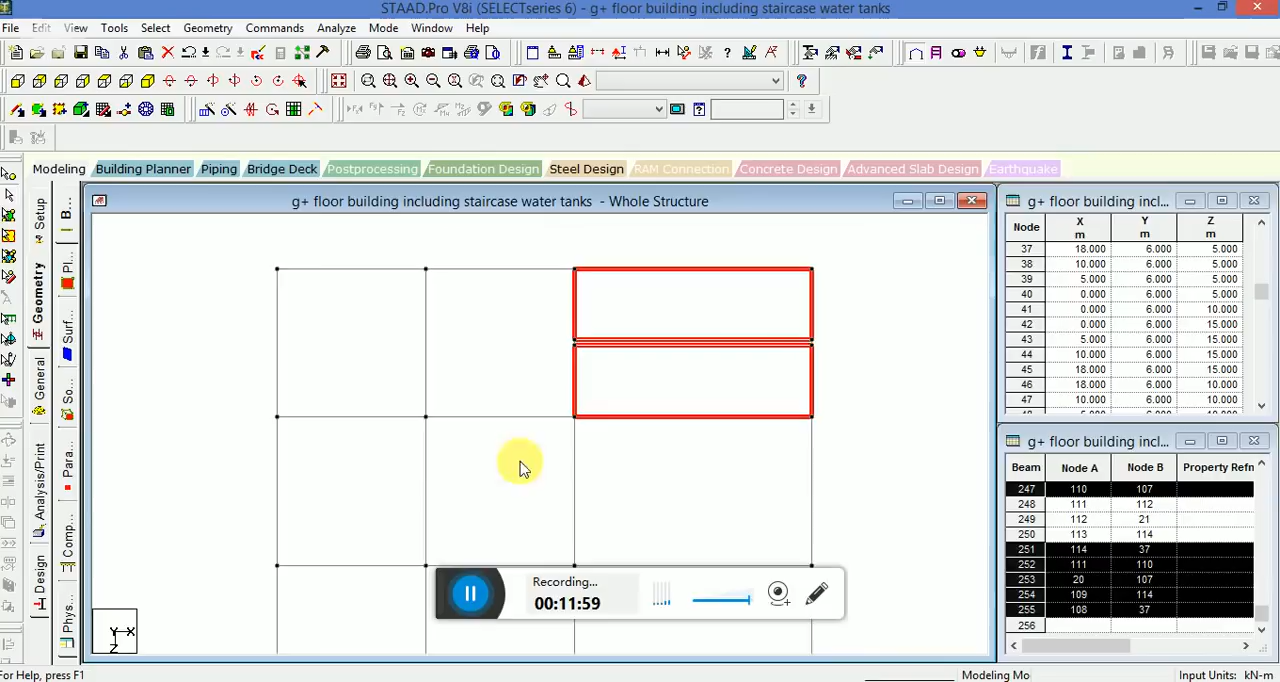 STAAD.Pro V8i (SELECTseries 6) - g+ floor building including staircase water tanks
File Edit View Tools Select Geometry Commands Analyze Mode Window Help
Modeling Building Planner Piping Bridge Deck Postprocessing Foundation Design Steel Design RAM Connection Concrete Design Advanced Slab Design Earthquake
g+ floor building including staircase water tanks - Whole Structure
Setup
Geometry
General
Analysis/Print
Design
B...
Pl...
Surf...
So...
Para...
Comp...
Phys...
Y X
Z
Recording...
00:11:59
g+ floor building incl...
Node X m Y m Z m
37 18.000 6.000 5.000
38 10.000 6.000 5.000
39 5.000 6.000 5.000
40 0.000 6.000 5.000
41 0.000 6.000 10.000
42 0.000 6.000 15.000
43 5.000 6.000 15.000
44 10.000 6.000 15.000
45 18.000 6.000 15.000
46 18.000 6.000 10.000
47 10.000 6.000 10.000
g+ floor building incl...
Beam Node A Node B Property Refn
247 110 107
248 111 112
249 112 21
250 113 114
251 114 37
252 111 110
253 20 107
254 109 114
255 108 37
256
For Help, press F1
Modeling Mo
Input Units: kN-m